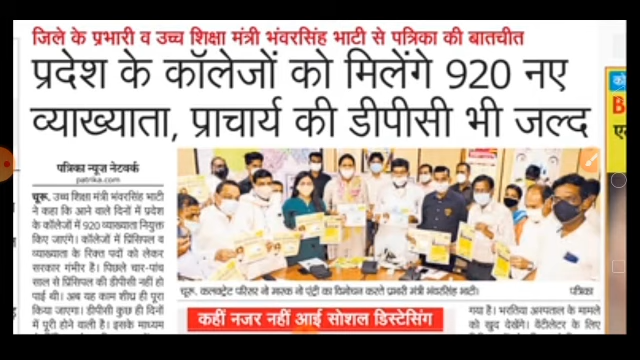 जिले के प्रभारी व उच्च शिक्षा मंत्री भंवरसिंह भाटी से पत्रिका की बातचीत
प्रदेश के कॉलेजों को मिलेंगे 920 नए
व्याख्याता, प्राचार्य की डीपीसी भी जल्द
पत्रिका न्यूज नेटवर्क
patrika.com
चूरू. उच्च शिक्षा मंत्री भंवरसिंह भाटी
ने कहा कि आने वाले दिनों में प्रदेश
के कॉलेजों में 920 व्याख्याता नियुक्त
किए जाएंगे। कॉलेजों में प्रिंसिपल व
व्याख्याता के रिक्त पदों को लेकर
सरकार गंभीर है। पिछले चार-पांच
साल से प्रिंसिपल की डीपीसी नहीं हो
पाई थी। अब यह काम शीघ्र ही पूरा
किया जाएगा। डीपीसी कुछ ही दिनों
में पूरी होने वाली है। इसके माध्यम
चूरू. कलक्ट्रेट परिसर नो मास्क नो एंट्री का विमोचन करते प्रभारी मंत्री भंवरसिंह भाटी।
पत्रिका
कहीं नजर नहीं आई सोशल डिस्टेसिंग
गया है। भरतिया अस्पताल के मामले
को खुद देखेंगे। वेंटीलेटर के लिए